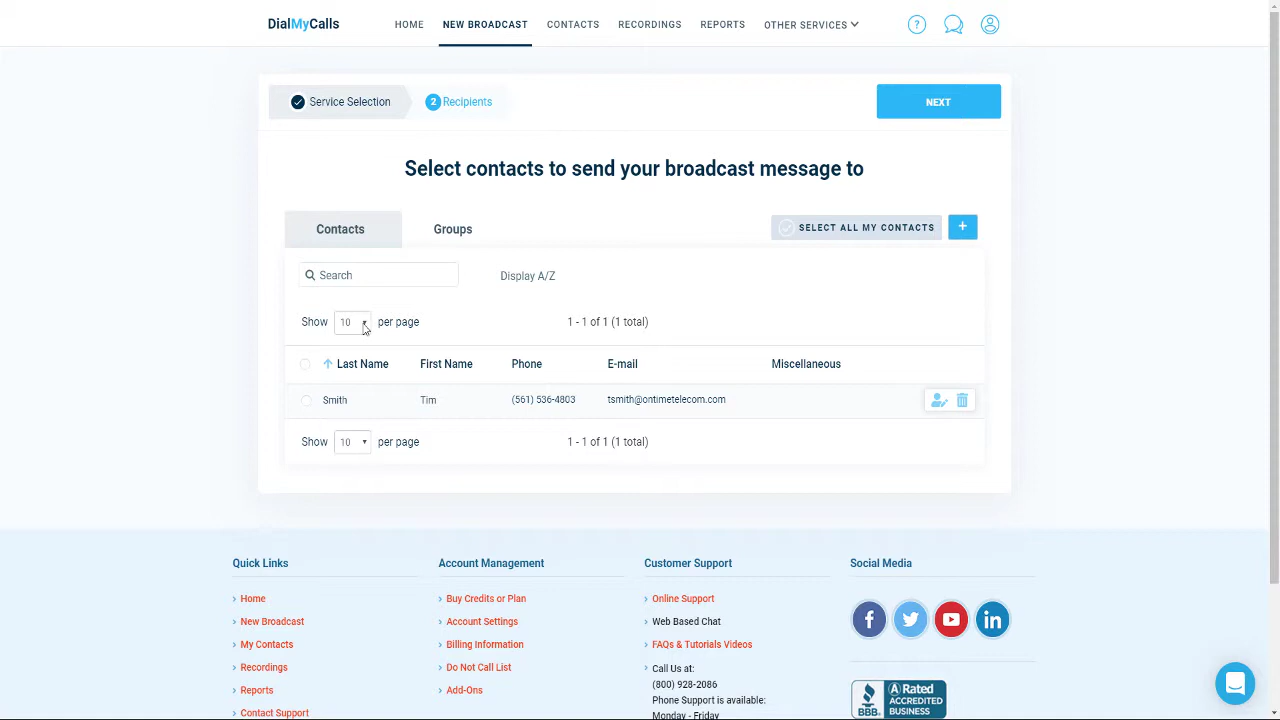 DialMyCalls HOME NEW BROADCAST CONTACTS RECORDINGS REPORTS OTHER SERVICES ?
Service Selection 2 Recipients NEXT
Select contacts to send your broadcast message to
Contacts Groups SELECT ALL MY CONTACTS +
Search Display A/Z
Show 10 per page 1 - 1 of 1 (1 total)
Last Name First Name Phone E-mail Miscellaneous
Smith Tim (561) 536-4803 tsmith@ontimetelecom.com
Show 10 per page 1 - 1 of 1 (1 total)
Quick Links Account Management Customer Support Social Media
Home Buy Credits or Plan Online Support
New Broadcast Account Settings Web Based Chat
My Contacts Billing Information FAQs & Tutorials Videos
Recordings Do Not Call List Call Us at:
(800) 928-2086
Reports Add-Ons Phone Support is available:
Contact Support Monday - Friday
f in
BBB. A Rated
ACCREDITED
BUSINESS